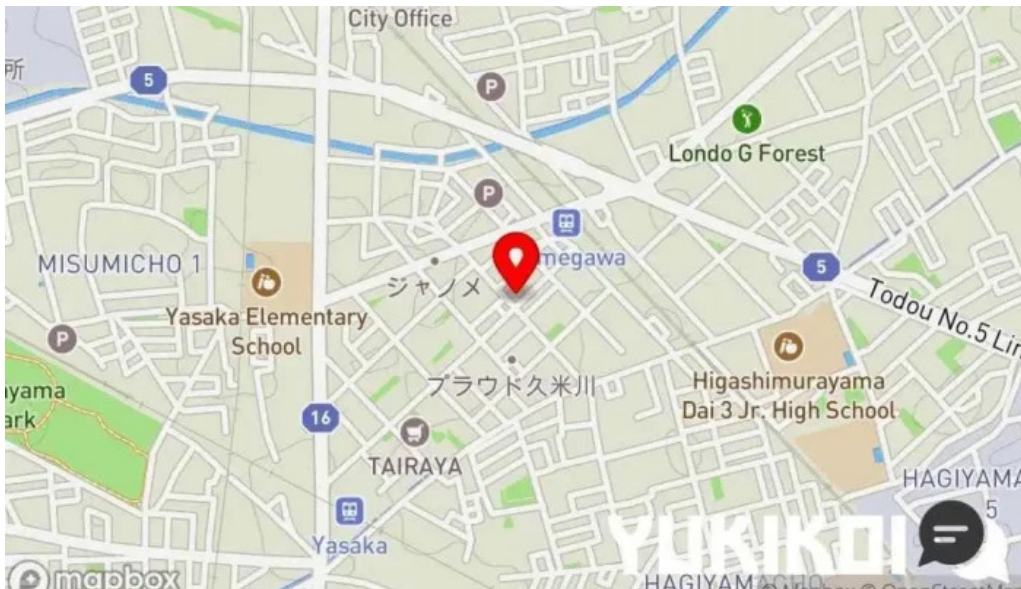 City Office
所
5
P
Londo G Forest
P
megawa
MISUMICHO 1
ジャノメ
5
Todou No.5 Lin
Yasaka Elementary
School
P
ayama
ark
プラウド久米川
Higashimurayama
Dai 3 Jr. High School
16
TAIRAYA
HAGIYAMA
5
Yasaka
YUKIKOI
mapbox
HAGIYAMACHO